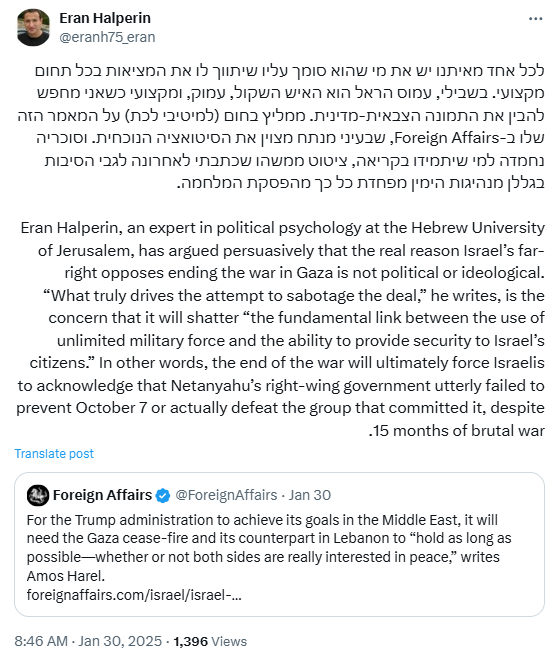 Eran Halperin
@eranh75_eran
לכל אחד מאיתנו יש את מי שהוא סומך עליו שיתווך לו את המציאות בכל תחום
מקצועי. בשבילי, עמוס הראל הוא האיש השקול, עמוק, ומקצועי כשאני מחפש
להבין את התמונה הצבאית-מדינית. ממליץ בחום (למיטיבי לכת) על המאמר הזה
שלו ב-Foreign Affairs, שבעיני מנתח מצוין את הסיטואציה הנוכחית. וסוכריה
נחמדה למי שיתמידו בקריאה, ציטוט ממשהו שכתבתי לאחרונה לגבי הסיבות
בגללן מנהיגות הימין מפחדת כל כך מהפסקת המלחמה.
Eran Halperin, an expert in political psychology at the Hebrew University
of Jerusalem, has argued persuasively that the real reason Israel’s far-
right opposes ending the war in Gaza is not political or ideological.
“What truly drives the attempt to sabotage the deal,” he writes, is the
concern that it will shatter “the fundamental link between the use of
unlimited military force and the ability to provide security to Israel’s
citizens.” In other words, the end of the war will ultimately force Israelis
to acknowledge that Netanyahu’s right-wing government utterly failed to
prevent October 7 or actually defeat the group that committed it, despite
.15 months of brutal war
Translate post
Foreign Affairs @ForeignAffairs · Jan 30
For the Trump administration to achieve its goals in the Middle East, it will
need the Gaza cease-fire and its counterpart in Lebanon to “hold as long as
possible—whether or not both sides are really interested in peace,” writes
Amos Harel.
foreignaffairs.com/israel/israel-…
8:46 AM · Jan 30, 2025 · 1,396 Views